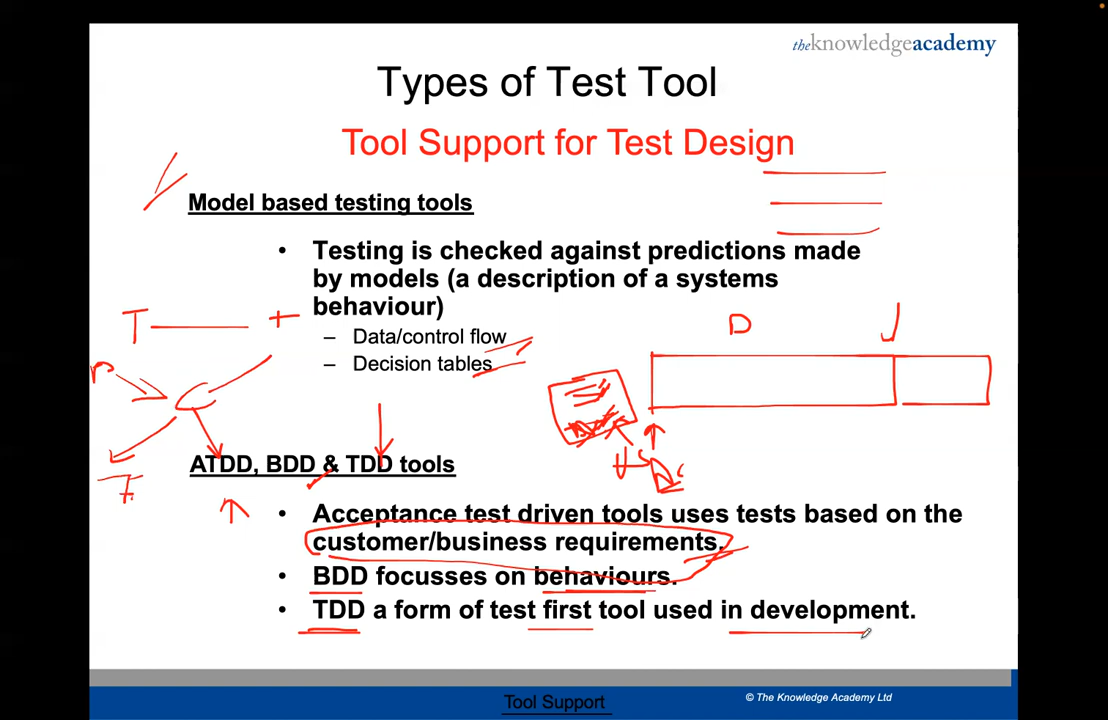 theknowledgeacademy
Types of Test Tool
Tool Support for Test Design
Model based testing tools
• Testing is checked against predictions made
by models (a description of a systems
behaviour)
T
D
– Data/control flow
– Decision tables
ATDD, BDD & TDD tools
• Acceptance test driven tools uses tests based on the
customer/business requirements.
• BDD focusses on behaviours.
• TDD a form of test first tool used in development.
Tool Support
© The Knowledge Academy Ltd